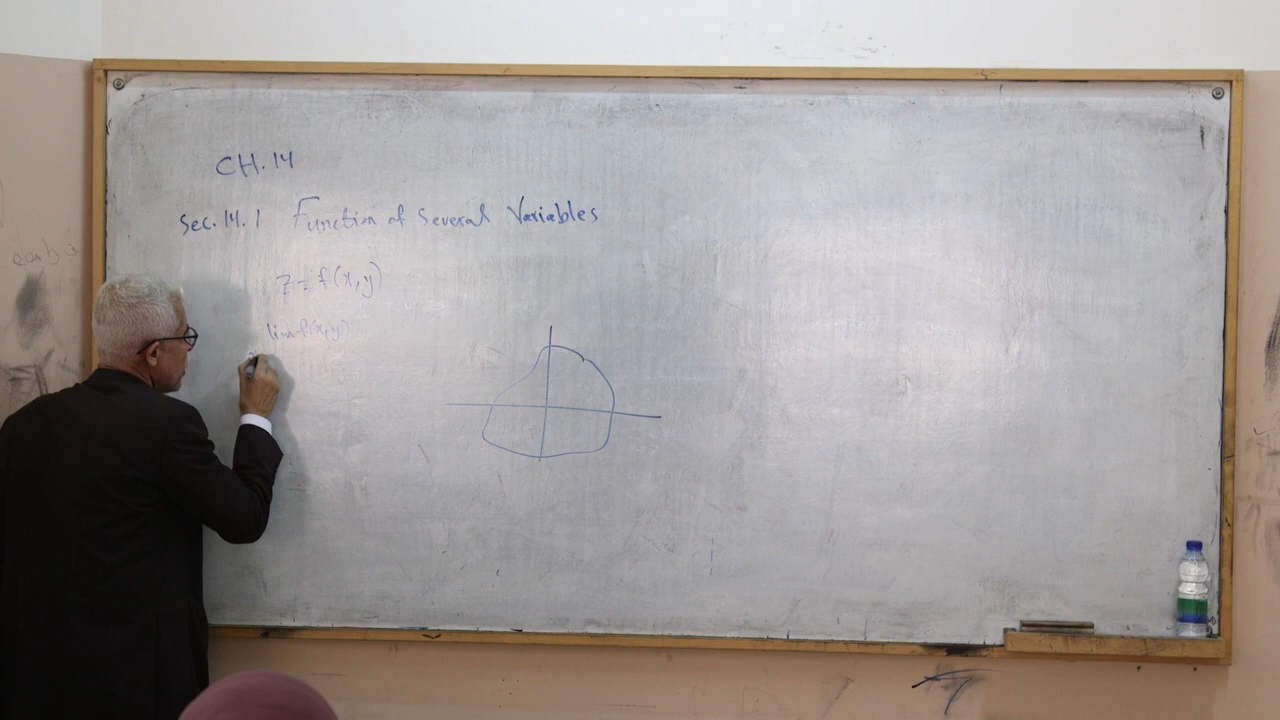 CH.14
Sec. 14.1 Function of Several Variables
z = f(x,y)
lim f(x,y)